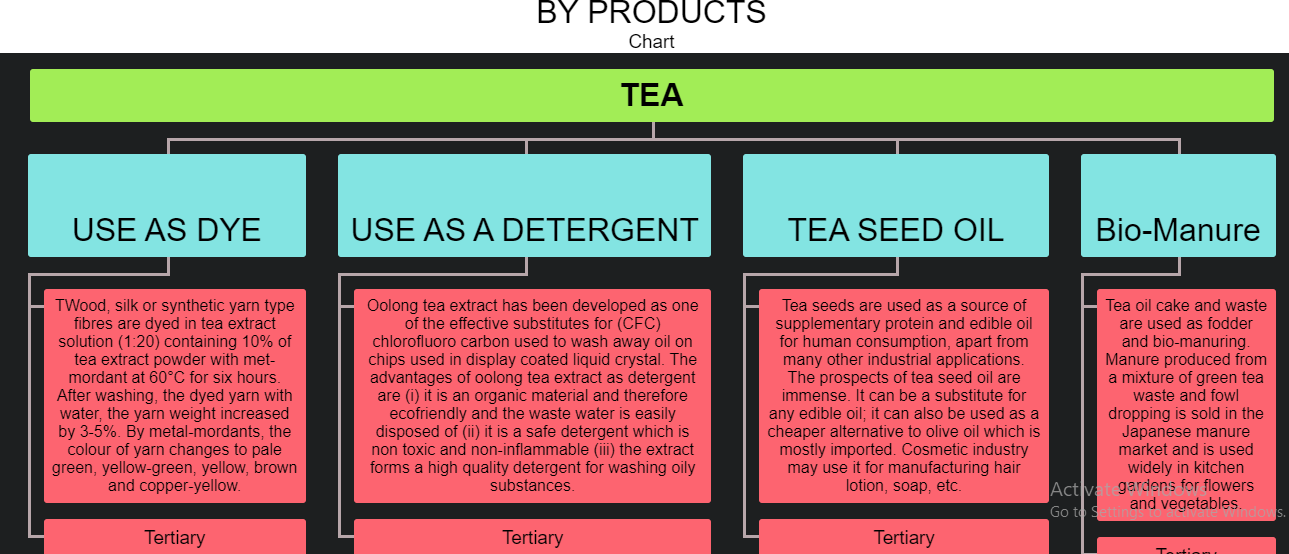 BY PRODUCTS
Chart
TEA
USE AS DYE
USE AS A DETERGENT
TEA SEED OIL
Bio-Manure
TWood, silk or synthetic yarn type
fibres are dyed in tea extract
solution (1:20) containing 10% of
tea extract powder with met-
mordant at 60°C for six hours.
After washing, the dyed yarn with
water, the yarn weight increased
by 3-5%. By metal-mordants, the
colour of yarn changes to pale
green, yellow-green, yellow, brown
and copper-yellow.
Oolong tea extract has been developed as one
of the effective substitutes for (CFC)
chlorofluoro carbon used to wash away oil on
chips used in display coated liquid crystal. The
advantages of oolong tea extract as detergent
are (i) it is an organic material and therefore
ecofriendly and the waste water is easily
disposed of (ii) it is a safe detergent which is
non toxic and non-inflammable (iii) the extract
forms a high quality detergent for washing oily
substances.
Tea seeds are used as a source of
supplementary protein and edible oil
for human consumption, apart from
many other industrial applications.
The prospects of tea seed oil are
immense. It can be a substitute for
any edible oil; it can also be used as a
cheaper alternative to olive oil which is
mostly imported. Cosmetic industry
may use it for manufacturing hair
lotion, soap, etc.
Tea oil cake and waste
are used as fodder
and bio-manuring.
Manure produced from
a mixture of green tea
waste and fowl
dropping is sold in the
Japanese manure
market and is used
widely in kitchen
gardens for flowers
and vegetables.
Tertiary
Tertiary
Tertiary
Tertiary
Activate Windows
Go to Settings to activate Windows.